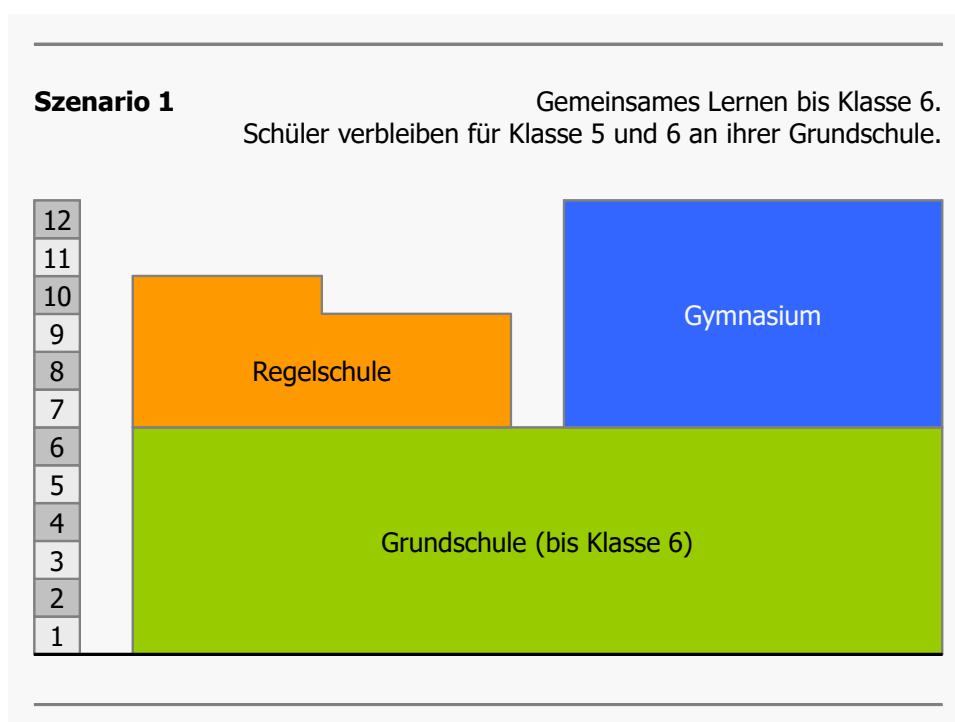 Szenario 1
Gemeinsames Lernen bis Klasse 6.
Schüler verbleiben für Klasse 5 und 6 an ihrer Grundschule.
12
11
10
9
8
7
6
5
4
3
2
1
Regelschule
Gymnasium
Grundschule (bis Klasse 6)